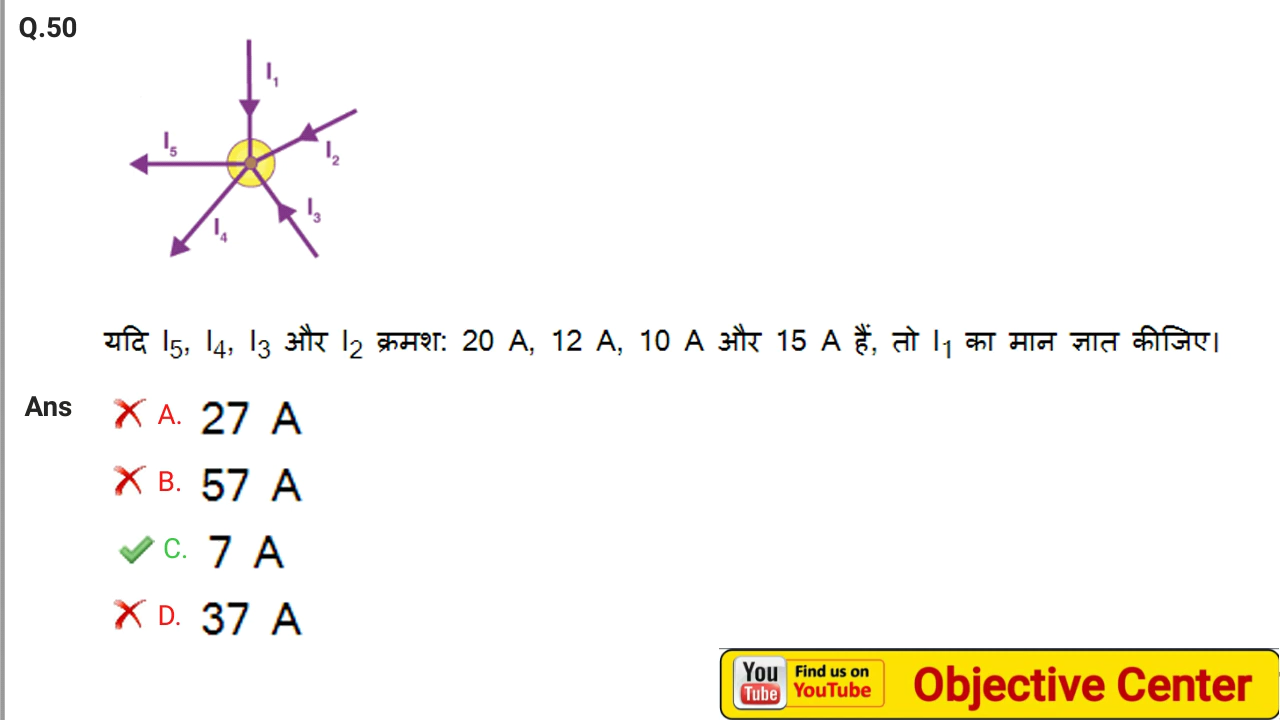 Q.50
I1
I5
I2
I3
I4
यदि I5, I4, I3 और I2 क्रमश: 20 A, 12 A, 10 A और 15 A हैं, तो I1 का मान ज्ञात कीजिए।
Ans
A. 27 A
B. 57 A
C. 7 A
D. 37 A
You Tube Find us on YouTube Objective Center